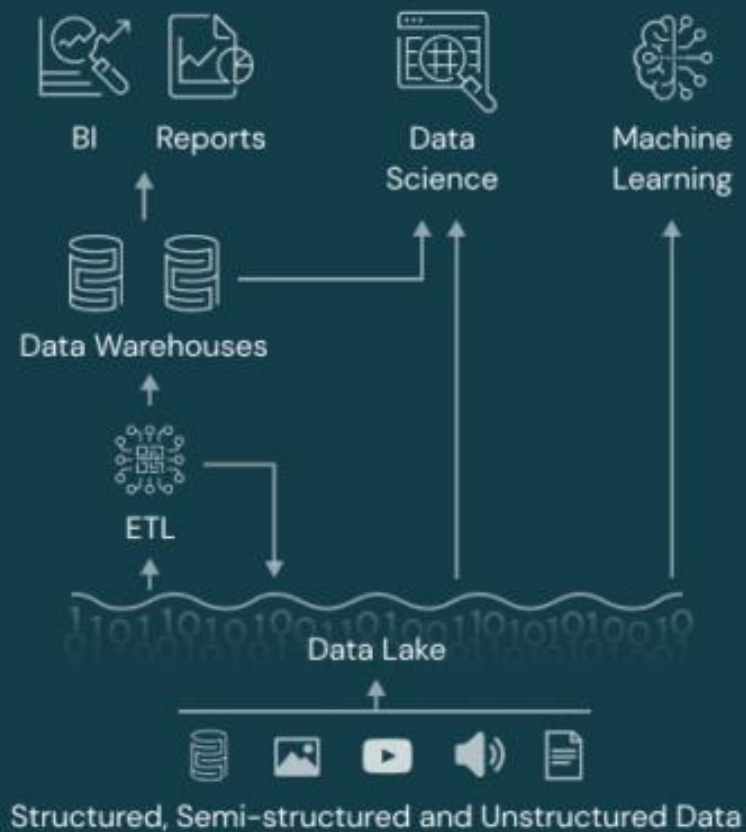 BI
Reports
Data
Science
Machine
Learning
Data Warehouses
ETL
Data Lake
Structured, Semi-structured and Unstructured Data